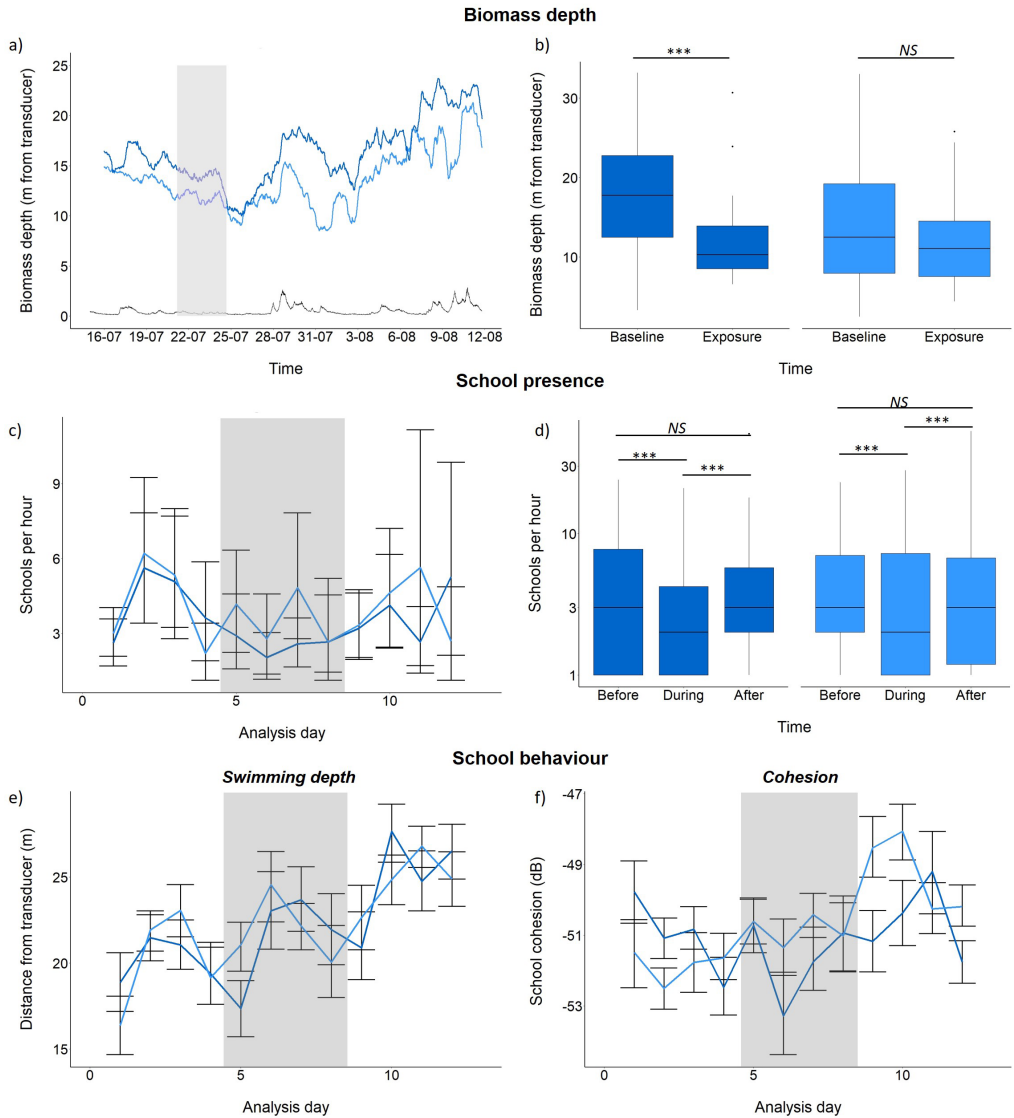 Biomass depth
a)
Biomass depth (m from transducer)
25
20
15
10
5
0
16-07 19-07 22-07 25-07 28-07 31-07 3-08 6-08 9-08 12-08
Time
b)
Biomass depth (m from transducer)
30
20
10
***
NS
Baseline Exposure Baseline Exposure
Time
School presence
c)
Schools per hour
9
6
3
0 5 10
Analysis day
d)
Schools per hour
30
10
3
1
NS
***
***
NS
***
***
Before During After Before During After
Time
School behaviour
Swimming depth
e)
Distance from transducer (m)
25
20
15
0 5 10
Analysis day
Cohesion
f)
School cohesion (dB)
-47
-49
-51
-53
0 5 10
Analysis day